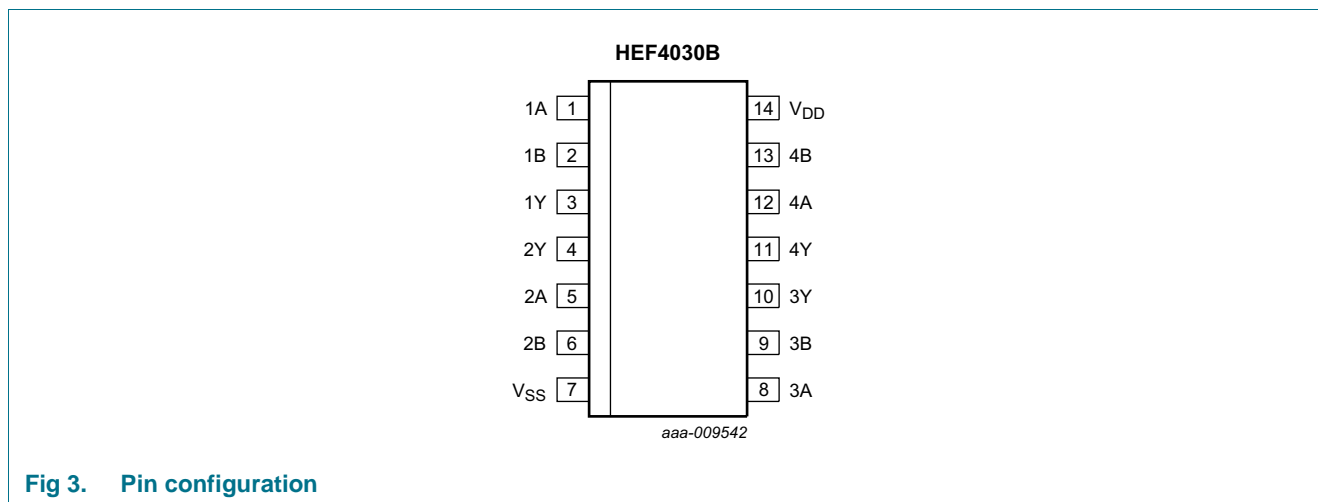 HEF4030B
1A 1 14 VDD
1B 2 13 4B
1Y 3 12 4A
2Y 4 11 4Y
2A 5 10 3Y
2B 6 9 3B
VSS 7 8 3A
aaa-009542
Fig 3. Pin configuration